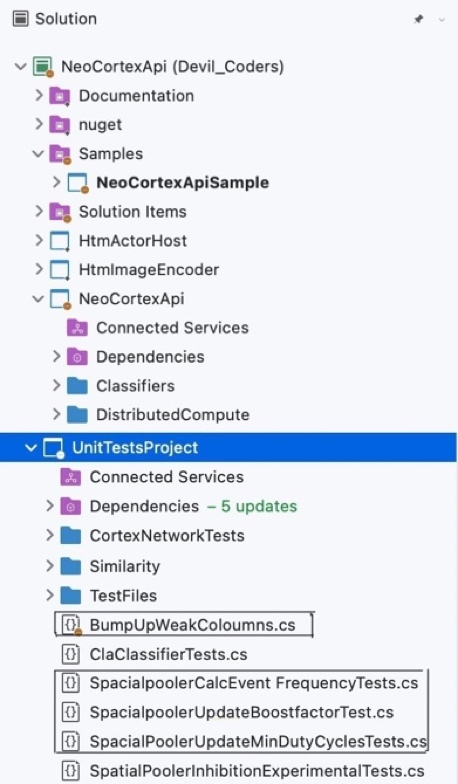 Solution
NeoCortexApi (Devil_Coders)
Documentation
nuget
Samples
NeoCortexApiSample
Solution Items
HtmActorHost
HtmImageEncoder
NeoCortexApi
Connected Services
Dependencies
Classifiers
DistributedCompute
UnitTestsProject
Connected Services
Dependencies – 5 updates
CortexNetworkTests
Similarity
TestFiles
BumpUpWeakColoumns.cs
ClaClassifierTests.cs
SpacialpoolerCalcEvent FrequencyTests.cs
SpacialpoolerUpdateBoostfactorTest.cs
SpacialPoolerUpdateMinDutyCyclesTests.cs
SpatialPoolerInhibitionExperimentalTests.cs